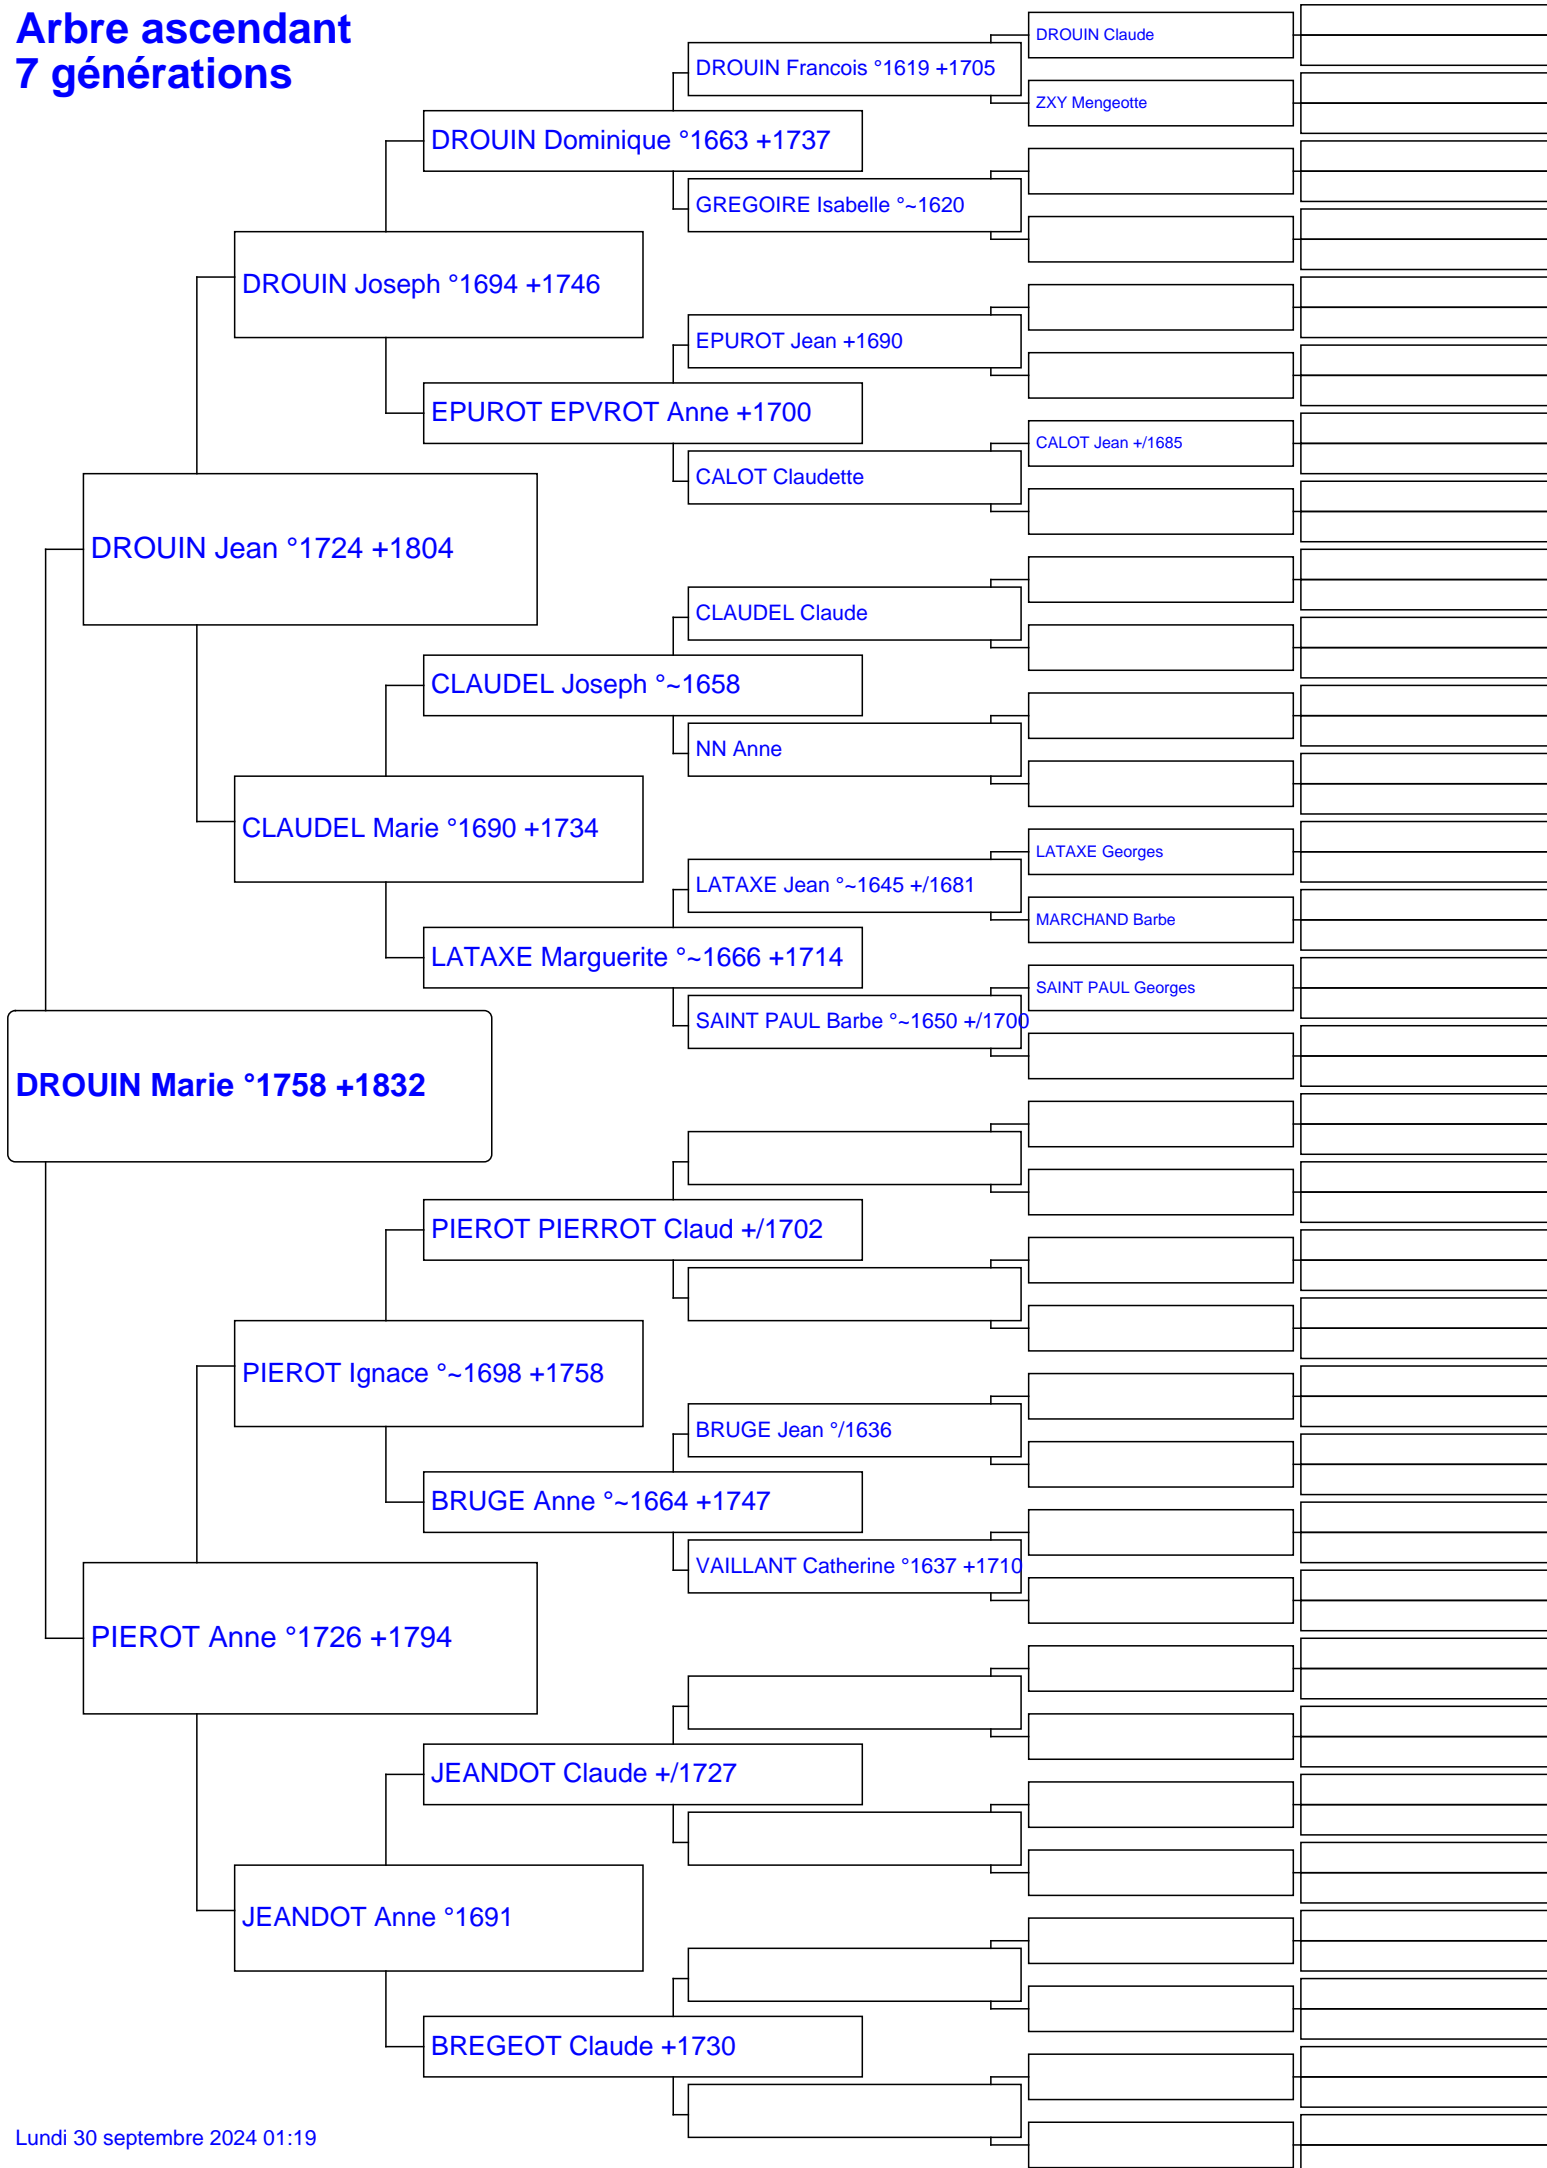 Arbre ascendant
7 générations
DROUIN Claude
DROUIN Francois °1619 +1705
ZXY Mengeotte
DROUIN Dominique °1663 +1737
GREGOIRE Isabelle °~1620
DROUIN Joseph °1694 +1746
EPUROT Jean +1690
EPUROT EPVROT Anne +1700
CALOT Jean +/1685
CALOT Claudette
DROUIN Jean °1724 +1804
CLAUDEL Claude
CLAUDEL Joseph °~1658
NN Anne
CLAUDEL Marie °1690 +1734
LATAXE Georges
LATAXE Jean °~1645 +/1681
MARCHAND Barbe
LATAXE Marguerite °~1666 +1714
SAINT PAUL Georges
SAINT PAUL Barbe °~1650 +/1700
DROUIN Marie °1758 +1832
PIEROT PIERROT Claud +/1702
PIEROT Ignace °~1698 +1758
BRUGE Jean °/1636
BRUGE Anne °~1664 +1747
VAILLANT Catherine °1637 +1710
PIEROT Anne °1726 +1794
JEANDOT Claude +/1727
JEANDOT Anne °1691
BREGEOT Claude +1730
Lundi 30 septembre 2024 01:19